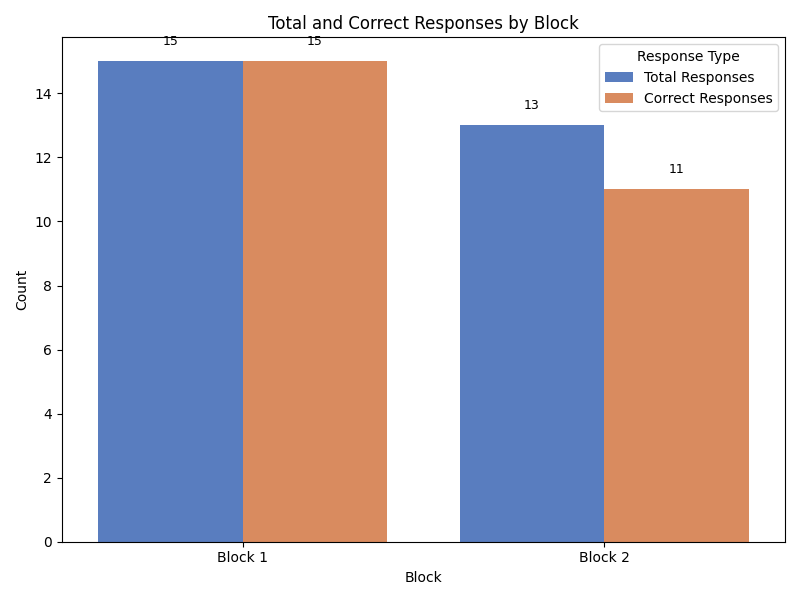 Total and Correct Responses by Block
15
15
13
11
Response Type
Total Responses
Correct Responses
14
12
10
8
6
4
2
0
Count
Block 1
Block 2
Block